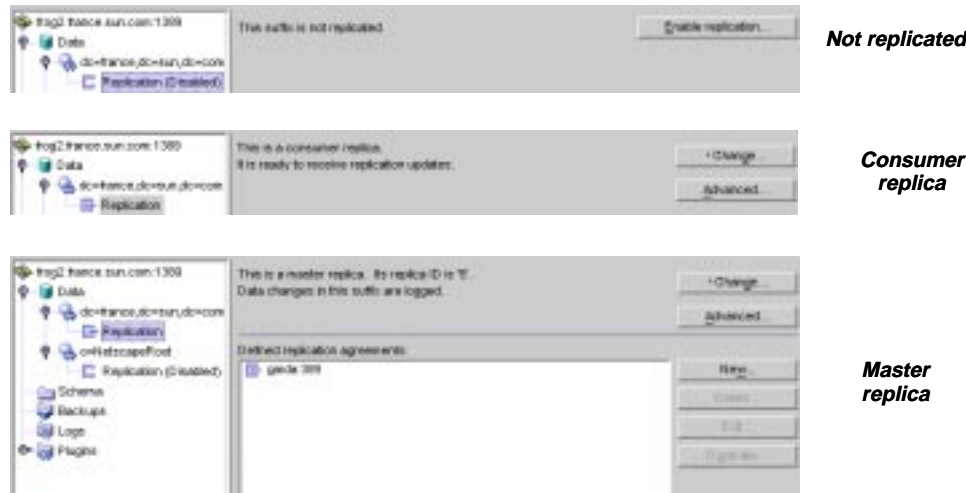 frog2.france.sun.com:1389
Data
dc=france,dc=sun,dc=com
Replication (Disabled)
This suffix is not replicated.
Enable replication...
Not replicated
frog2.france.sun.com:1389
Data
dc=france,dc=sun,dc=com
Replication
This is a consumer replica.
It is ready to receive replication updates.
Change
Advanced...
Consumer
replica
frog2.france.sun.com:1389
Data
dc=france,dc=sun,dc=com
Replication
o=NetscapeRoot
Replication (Disabled)
Schema
Backups
Logs
Plugins
This is a master replica. Its replica ID is
Data changes in this suffix are logged.
Change
Advanced...
Defined replication agreements:
389
New...
Master
replica